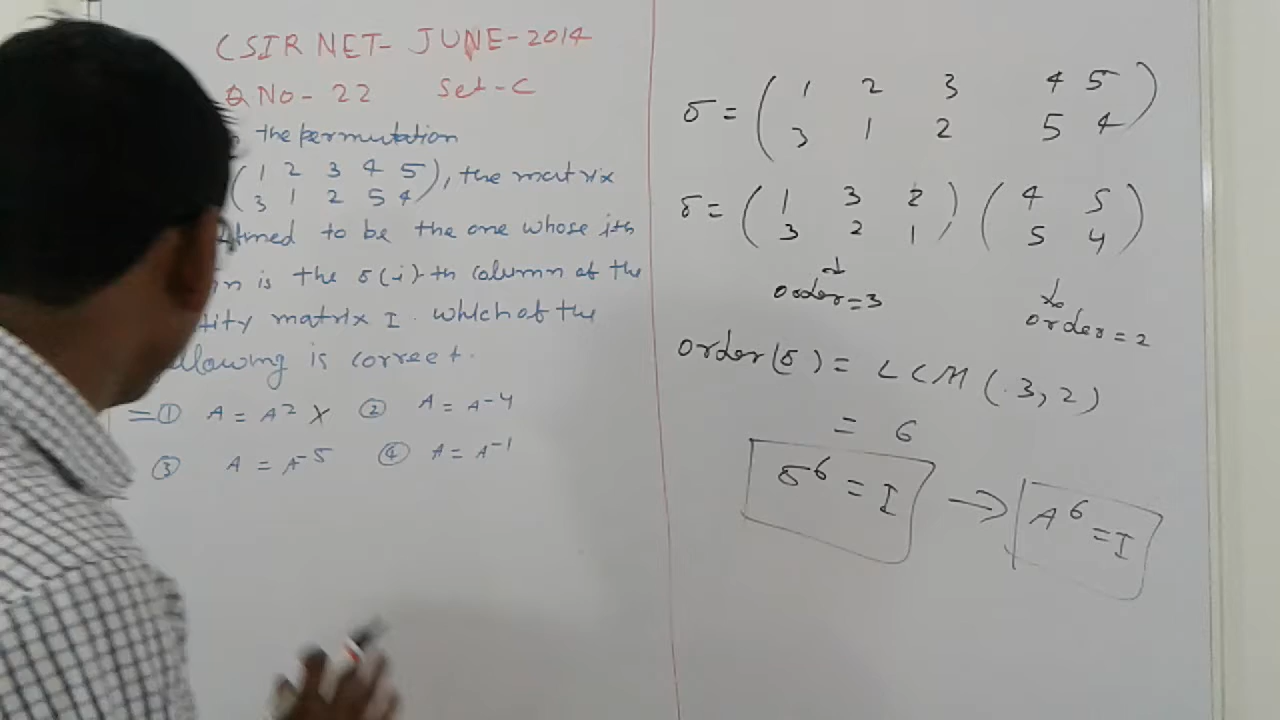 CSIR NET- JUNE-2014
Q No - 22 Set - C
the permutation
( 1 2 3 4 5
3 1 2 5 4 ), the matrix
to be the one whose ith
is the σ(i)-th column of the
matrix I. which of the
is correct.
= ① A = A² X ② A = A⁻⁴
③ A = A⁻⁵ ④ A = A⁻¹
σ = ( 1 2 3 4 5
3 1 2 5 4 )
σ = ( 1 3 2
3 2 1 ) ( 4 5
5 4 )
↓
order = 3
↓
order = 2
order(σ) = LCM (3, 2)
= 6
σ⁶ = I → A⁶ = I